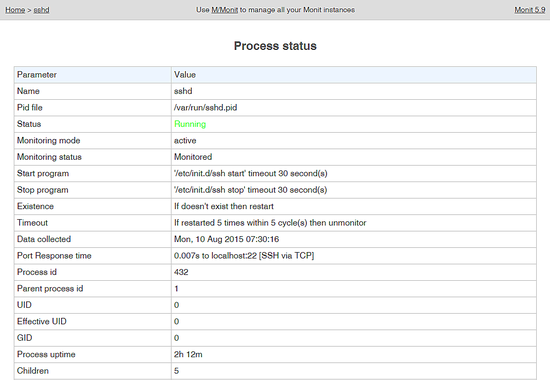 Home > sshd Use M/Monit to manage all your Monit instances Monit 5.9
Process status
Parameter Value
Name sshd
Pid file /var/run/sshd.pid
Status Running
Monitoring mode active
Monitoring status Monitored
Start program '/etc/init.d/ssh start' timeout 30 second(s)
Stop program '/etc/init.d/ssh stop' timeout 30 second(s)
Existence If doesn't exist then restart
Timeout If restarted 5 times within 5 cycle(s) then unmonitor
Data collected Mon, 10 Aug 2015 07:30:16
Port Response time 0.007s to localhost:22 [SSH via TCP]
Process id 432
Parent process id 1
UID 0
Effective UID 0
GID 0
Process uptime 2h 12m
Children 5